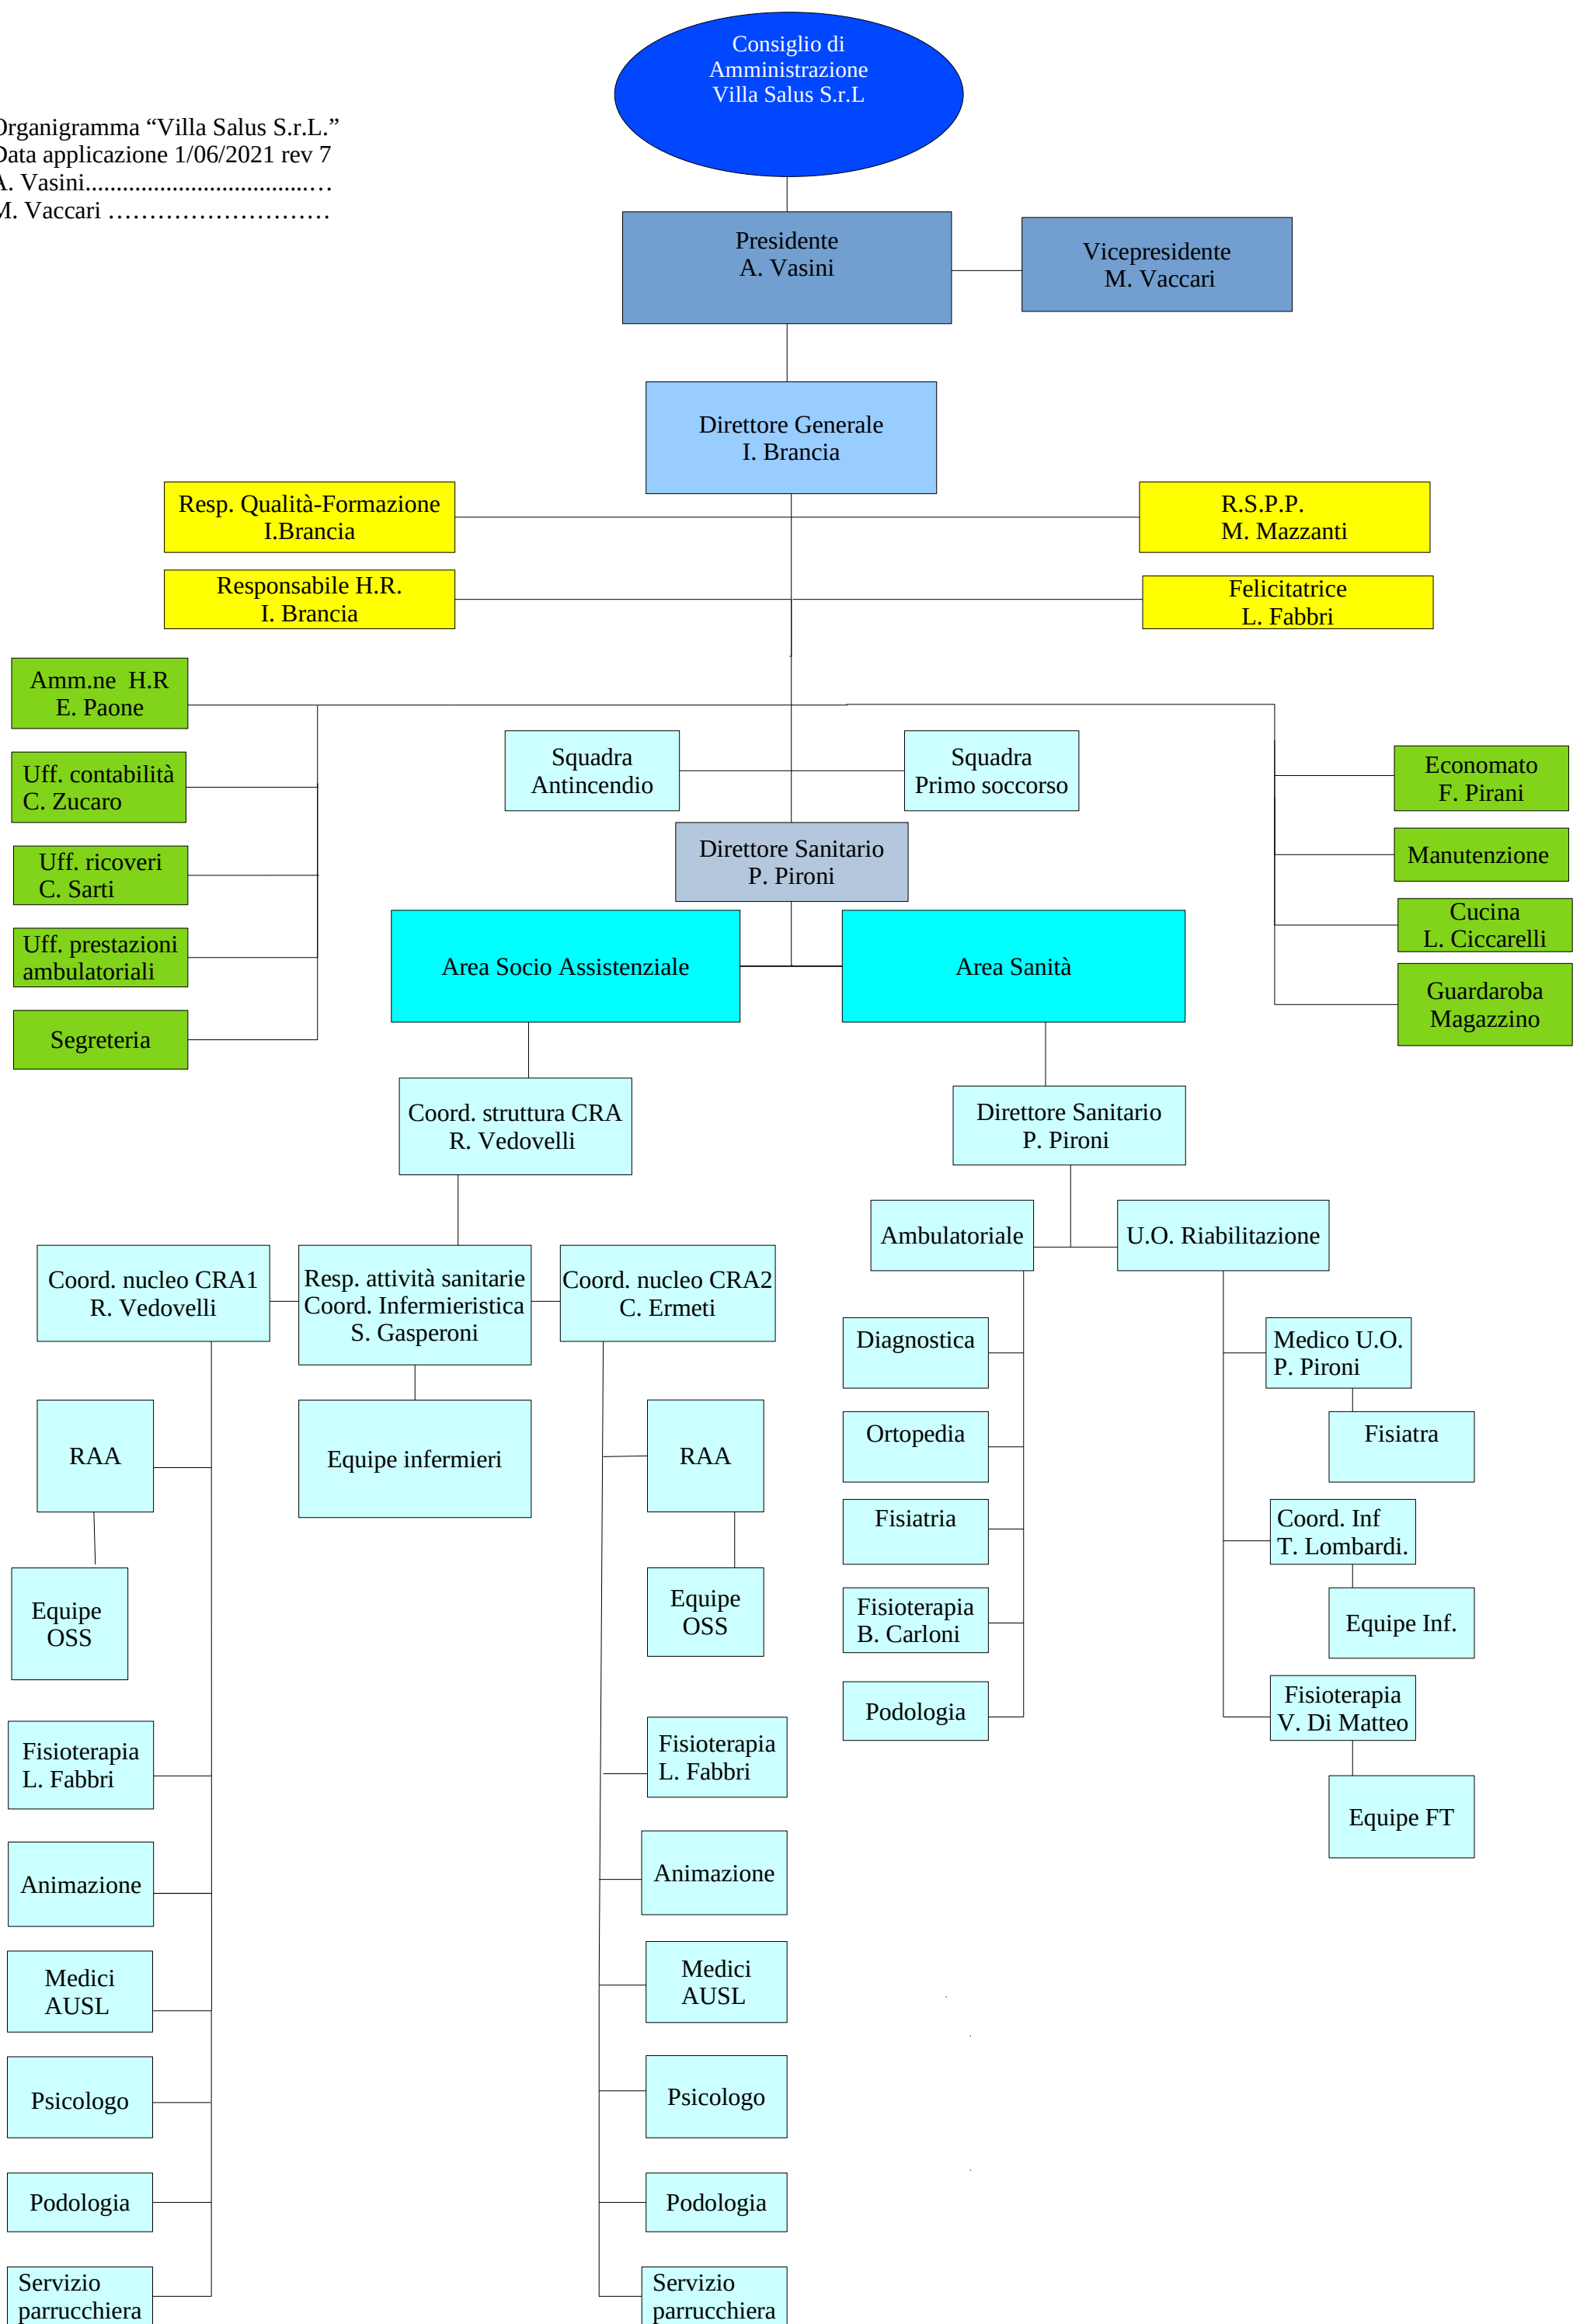 Consiglio di
Amministrazione
Villa Salus S.r.L
Organigramma “Villa Salus S.r.L.”
Data applicazione 1/06/2021 rev 7
A. Vasini....................................…
M. Vaccari ………………………
Presidente
A. Vasini
Vicepresidente
M. Vaccari
Direttore Generale
I. Brancia
Resp. Qualità-Formazione
I.Brancia
R.S.P.P.
M. Mazzanti
Responsabile H.R.
I. Brancia
Felicitatrice
L. Fabbri
Amm.ne H.R
E. Paone
Uff. contabilità
C. Zucaro
Uff. ricoveri
C. Sarti
Uff. prestazioni
ambulatoriali
Segreteria
Squadra
Antincendio
Squadra
Primo soccorso
Economato
F. Pirani
Manutenzione
Cucina
L. Ciccarelli
Guardaroba
Magazzino
Direttore Sanitario
P. Pironi
Area Socio Assistenziale
Area Sanità
Coord. struttura CRA
R. Vedovelli
Direttore Sanitario
P. Pironi
Coord. nucleo CRA1
R. Vedovelli
Resp. attività sanitarie
Coord. Infermieristica
S. Gasperoni
Coord. nucleo CRA2
C. Ermeti
Ambulatoriale
U.O. Riabilitazione
RAA
Equipe
OSS
Fisioterapia
L. Fabbri
Animazione
Medici
AUSL
Psicologo
Podologia
Servizio
parrucchiera
Equipe infermieri
RAA
Equipe
OSS
Fisioterapia
L. Fabbri
Animazione
Medici
AUSL
Psicologo
Podologia
Servizio
parrucchiera
Diagnostica
Ortopedia
Fisiatria
Fisioterapia
B. Carloni
Podologia
Medico U.O.
P. Pironi
Fisiatra
Coord. Inf
T. Lombardi.
Equipe Inf.
Fisioterapia
V. Di Matteo
Equipe FT